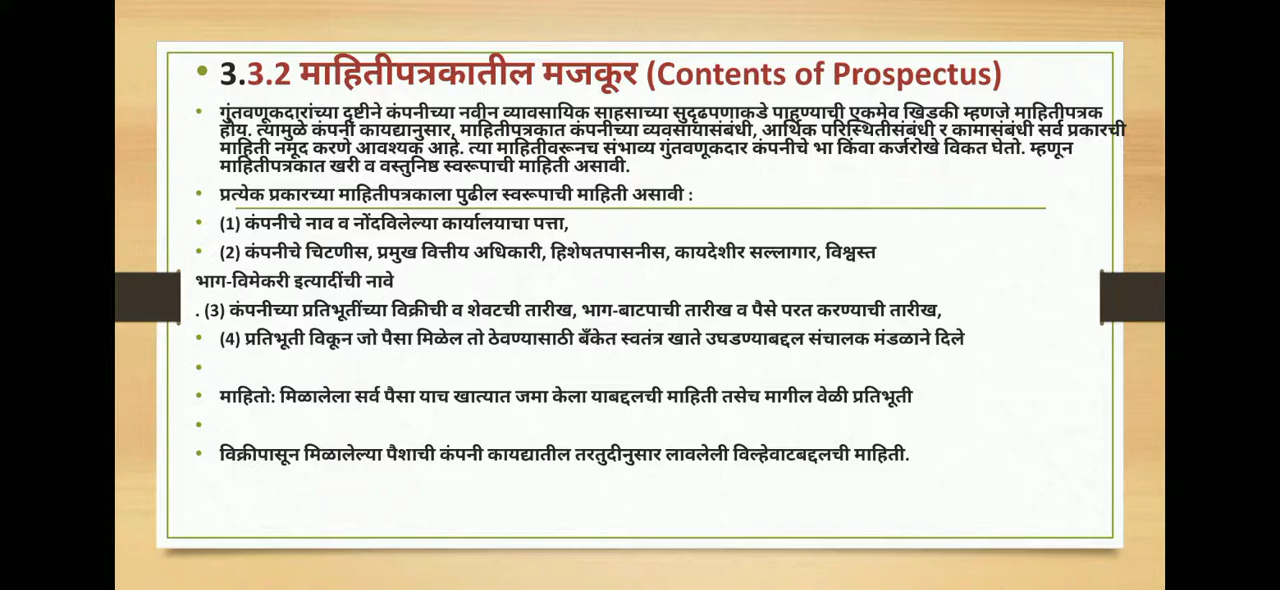 3.3.2 माहितीपत्रकातील मजकूर (Contents of Prospectus)
गुंतवणूकदारांच्या दृष्टीने कंपनीच्या नवीन व्यावसायिक साहसाच्या सुदृढपणाकडे पाहण्याची एकमेव खिडकी म्हणजे माहितीपत्रक
होय. त्यामुळे कंपनी कायद्यानुसार, माहितीपत्रकात कंपनीच्या व्यवसायासंबंधी, आर्थिक परिस्थितीसंबंधी र कामासंबंधी सर्व प्रकारची
माहिती नमूद करणे आवश्यक आहे. त्या माहितीवरूनच संभाव्य गुंतवणूकदार कंपनीचे भा किंवा कर्जरोखे विकत घेतो. म्हणून
माहितीपत्रकात खरी व वस्तुनिष्ठ स्वरूपाची माहिती असावी.
प्रत्येक प्रकारच्या माहितीपत्रकाला पुढील स्वरूपाची माहिती असावी :
(1) कंपनीचे नाव व नोंदविलेल्या कार्यालयाचा पत्ता,
(2) कंपनीचे चिटणीस, प्रमुख वित्तीय अधिकारी, हिशेषतपासनीस, कायदेशीर सल्लागार, विश्वस्त
भाग-विमेकरी इत्यादींची नावे
. (3) कंपनीच्या प्रतिभूतींच्या विक्रीची व शेवटची तारीख, भाग-बाटपाची तारीख व पैसे परत करण्याची तारीख,
(4) प्रतिभूती विकून जो पैसा मिळेल तो ठेवण्यासाठी बँकेत स्वतंत्र खाते उघडण्याबद्दल संचालक मंडळाने दिले
माहितो: मिळालेला सर्व पैसा याच खात्यात जमा केला याबद्दलची माहिती तसेच मागील वेळी प्रतिभूती
विक्रीपासून मिळालेल्या पैशाची कंपनी कायद्यातील तरतुदीनुसार लावलेली विल्हेवाटबद्दलची माहिती.